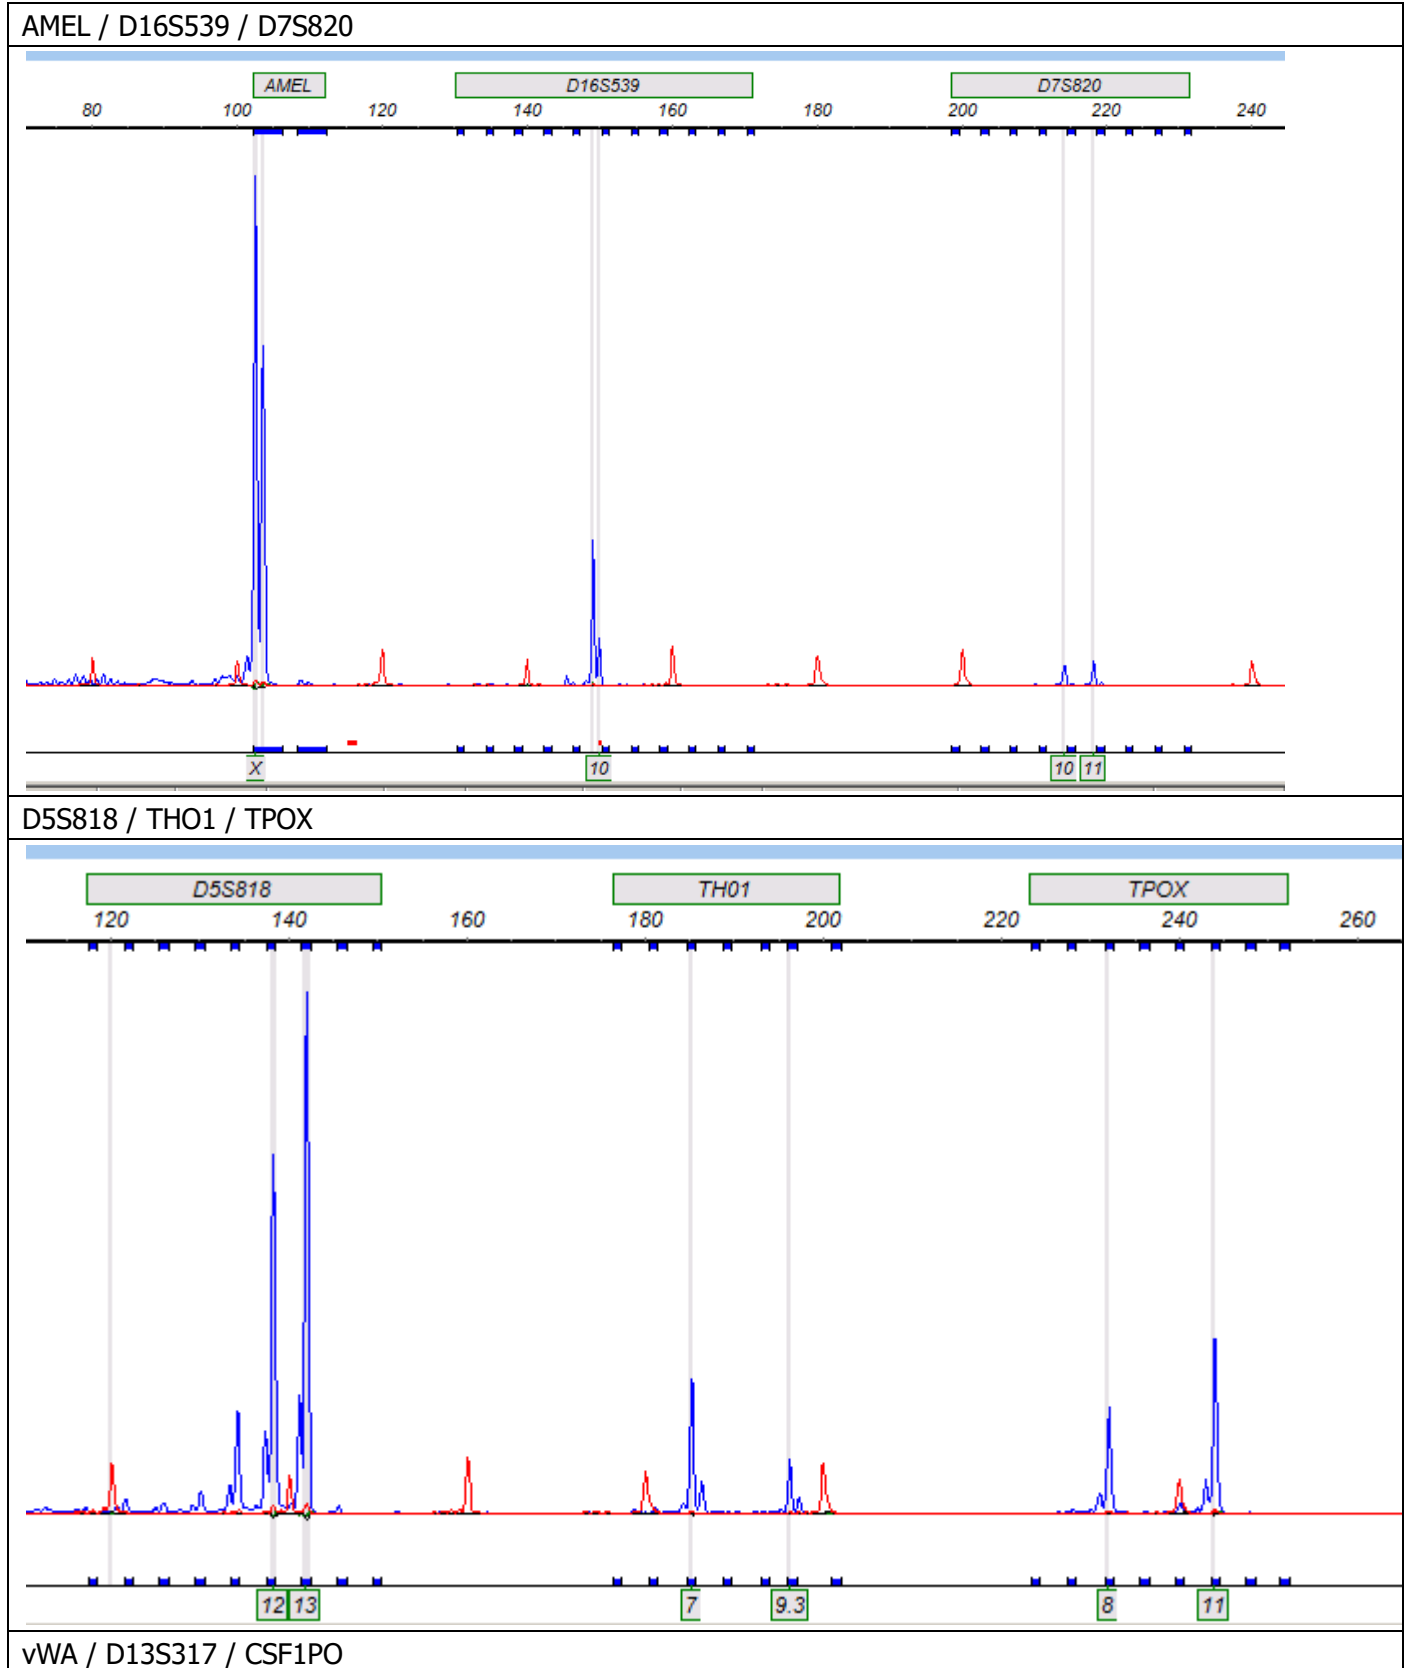 AMEL / D16S539 / D7S820
AMEL D16S539 D7S820
80 100 120 140 160 180 200 220 240
X 10 10 11
D5S818 / THO1 / TPOX
D5S818 TH01 TPOX
120 140 160 180 200 220 240 260
12 13 7 9.3 8 11
vWA / D13S317 / CSF1PO